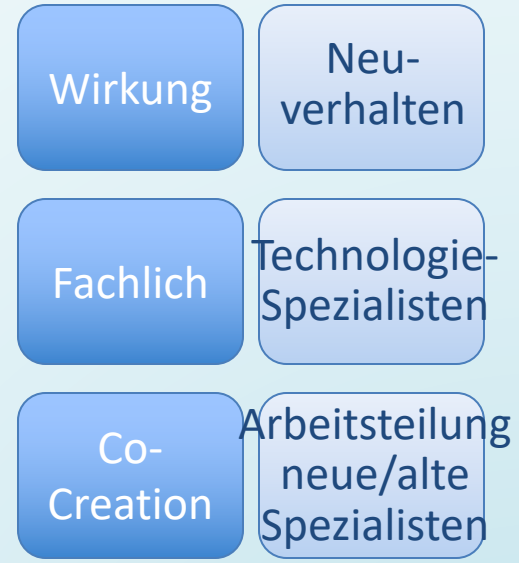 Wirkung
Neu-
verhalten
Fachlich
Technologie-
Spezialisten
Co-
Creation
Arbeitsteilung
neue/alte
Spezialisten